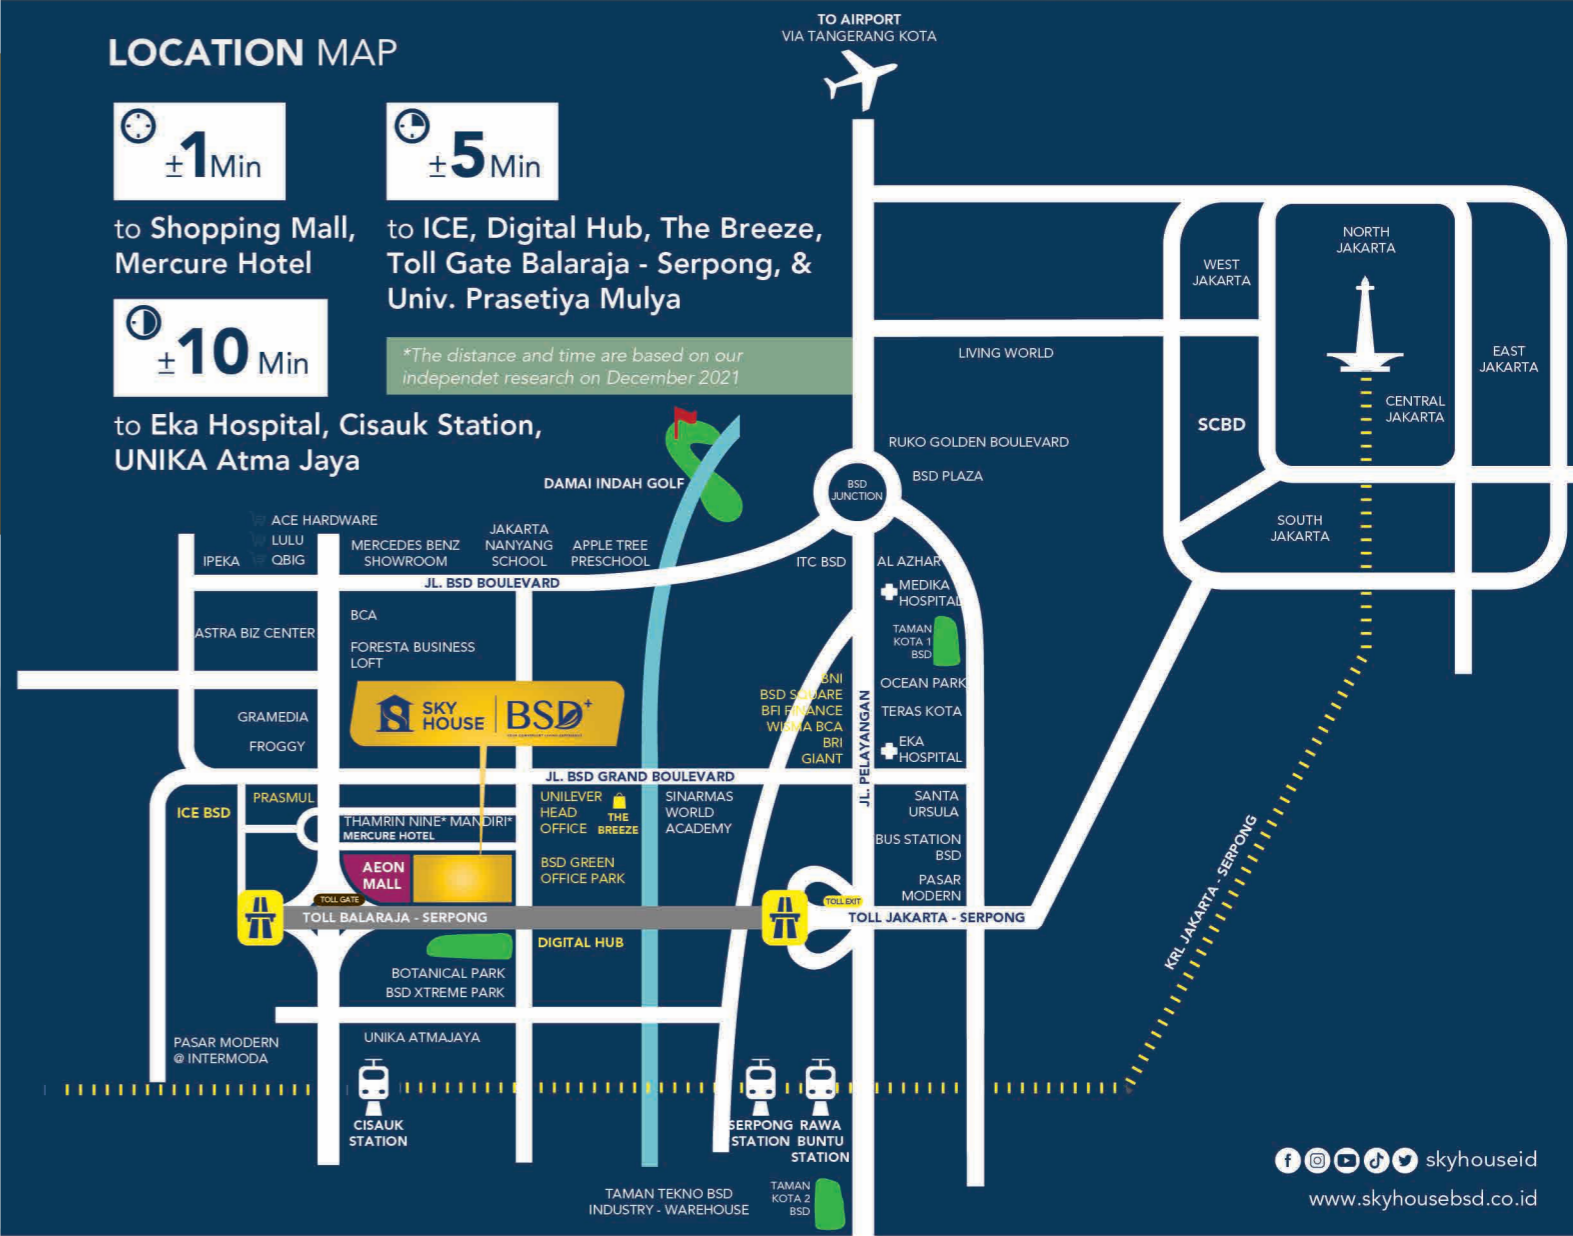 LOCATION MAP
±1 Min
to Shopping Mall,
Mercure Hotel
±5 Min
to ICE, Digital Hub, The Breeze,
Toll Gate Balaraja - Serpong, &
Univ. Prasetiya Mulya
±10 Min
to Eka Hospital, Cisauk Station,
UNIKA Atma Jaya
*The distance and time are based on our
independet research on December 2021
TO AIRPORT
VIA TANGERANG KOTA
NORTH
JAKARTA
WEST
JAKARTA
EAST
JAKARTA
CENTRAL
JAKARTA
SCBD
SOUTH
JAKARTA
LIVING WORLD
RUKO GOLDEN BOULEVARD
BSD PLAZA
BSD
JUNCTION
DAMAI INDAH GOLF
ACE HARDWARE
LULU
QBIG
IPEKA
MERCEDES BENZ
SHOWROOM
JAKARTA
NANYANG
SCHOOL
APPLE TREE
PRESCHOOL
ITC BSD
AL AZHAR
JL. BSD BOULEVARD
MEDIKA
HOSPITAL
BCA
ASTRA BIZ CENTER
FORESTA BUSINESS
LOFT
TAMAN
KOTA 1
BSD
SKY
HOUSE
BSD+
BNI
BSD SQUARE
BFI FINANCE
WISMA BCA
BRI
GIANT
JL. PELAYANGAN
OCEAN PARK
TERAS KOTA
EKA
HOSPITAL
GRAMEDIA
FROGGY
JL. BSD GRAND BOULEVARD
ICE BSD
PRASMUL
THAMRIN NINE* MANDIRI*
MERCURE HOTEL
UNILEVER
HEAD
OFFICE
THE
BREEZE
SINARMAS
WORLD
ACADEMY
SANTA
URSULA
BUS STATION
BSD
PASAR
MODERN
AEON
MALL
BSD GREEN
OFFICE PARK
TOLL GATE
TOLL BALARAJA - SERPONG
TOLL EXIT
TOLL JAKARTA - SERPONG
DIGITAL HUB
BOTANICAL PARK
BSD XTREME PARK
KRL JAKARTA - SERPONG
PASAR MODERN
@ INTERMODA
UNIKA ATMAJAYA
CISAUK
STATION
SERPONG
STATION
RAWA
BUNTU
STATION
TAMAN TEKNO BSD
INDUSTRY - WAREHOUSE
TAMAN
KOTA 2
BSD
skyhouseid
www.skyhousebsd.co.id